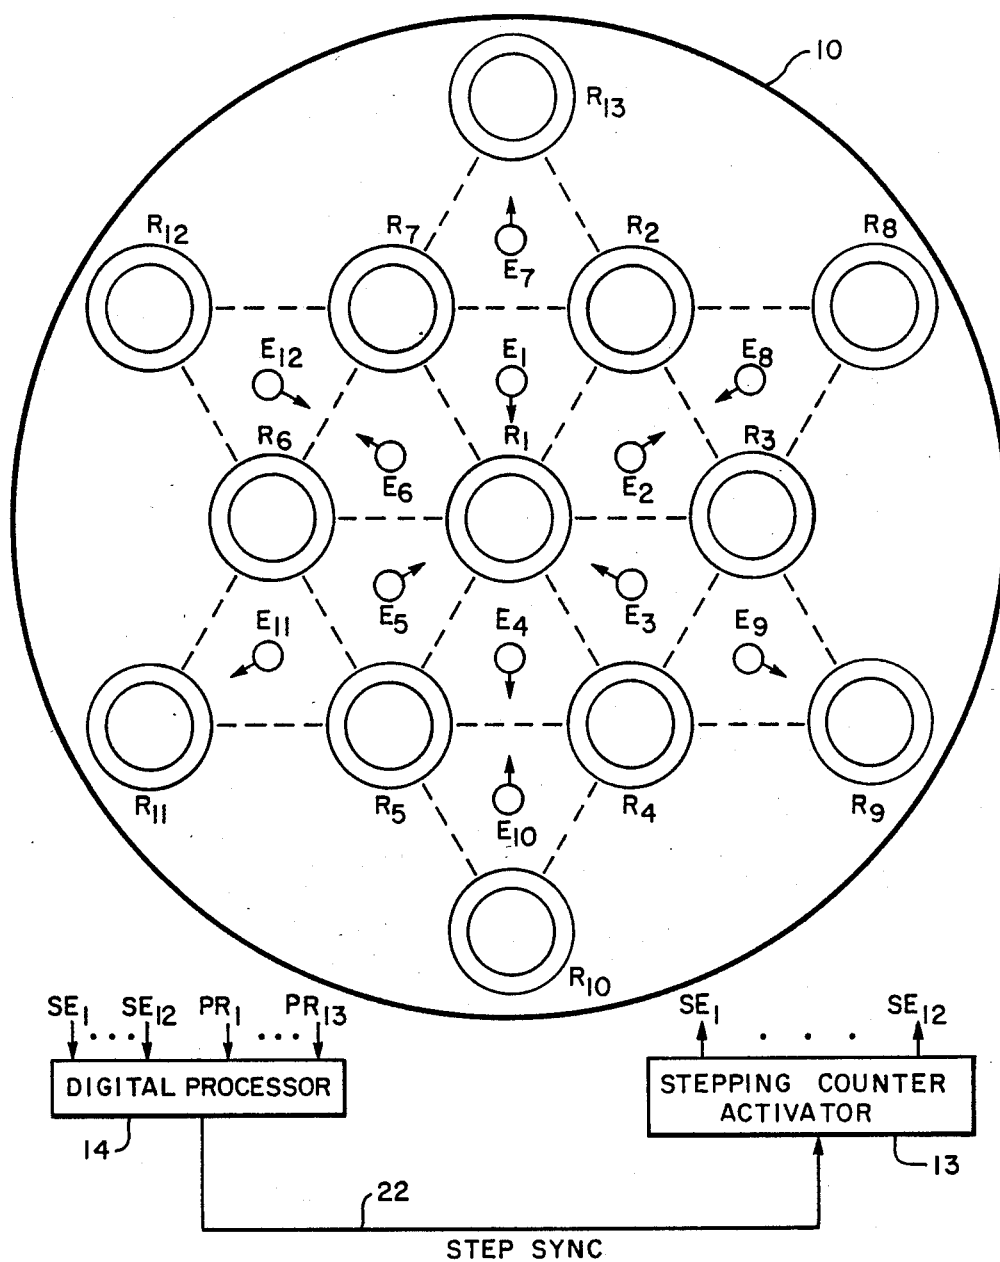 10
R13
R12
R7
R2
R8
E7
E12
E1
E8
R6
R1
R3
E6
E2
E5
E3
E11
E4
E9
R11
R5
E10
R4
R9
R10
SE1 SE12 PR1 PR13
SE1 SE12
DIGITAL PROCESSOR
STEPPING COUNTER
ACTIVATOR
14
13
22
STEP SYNC